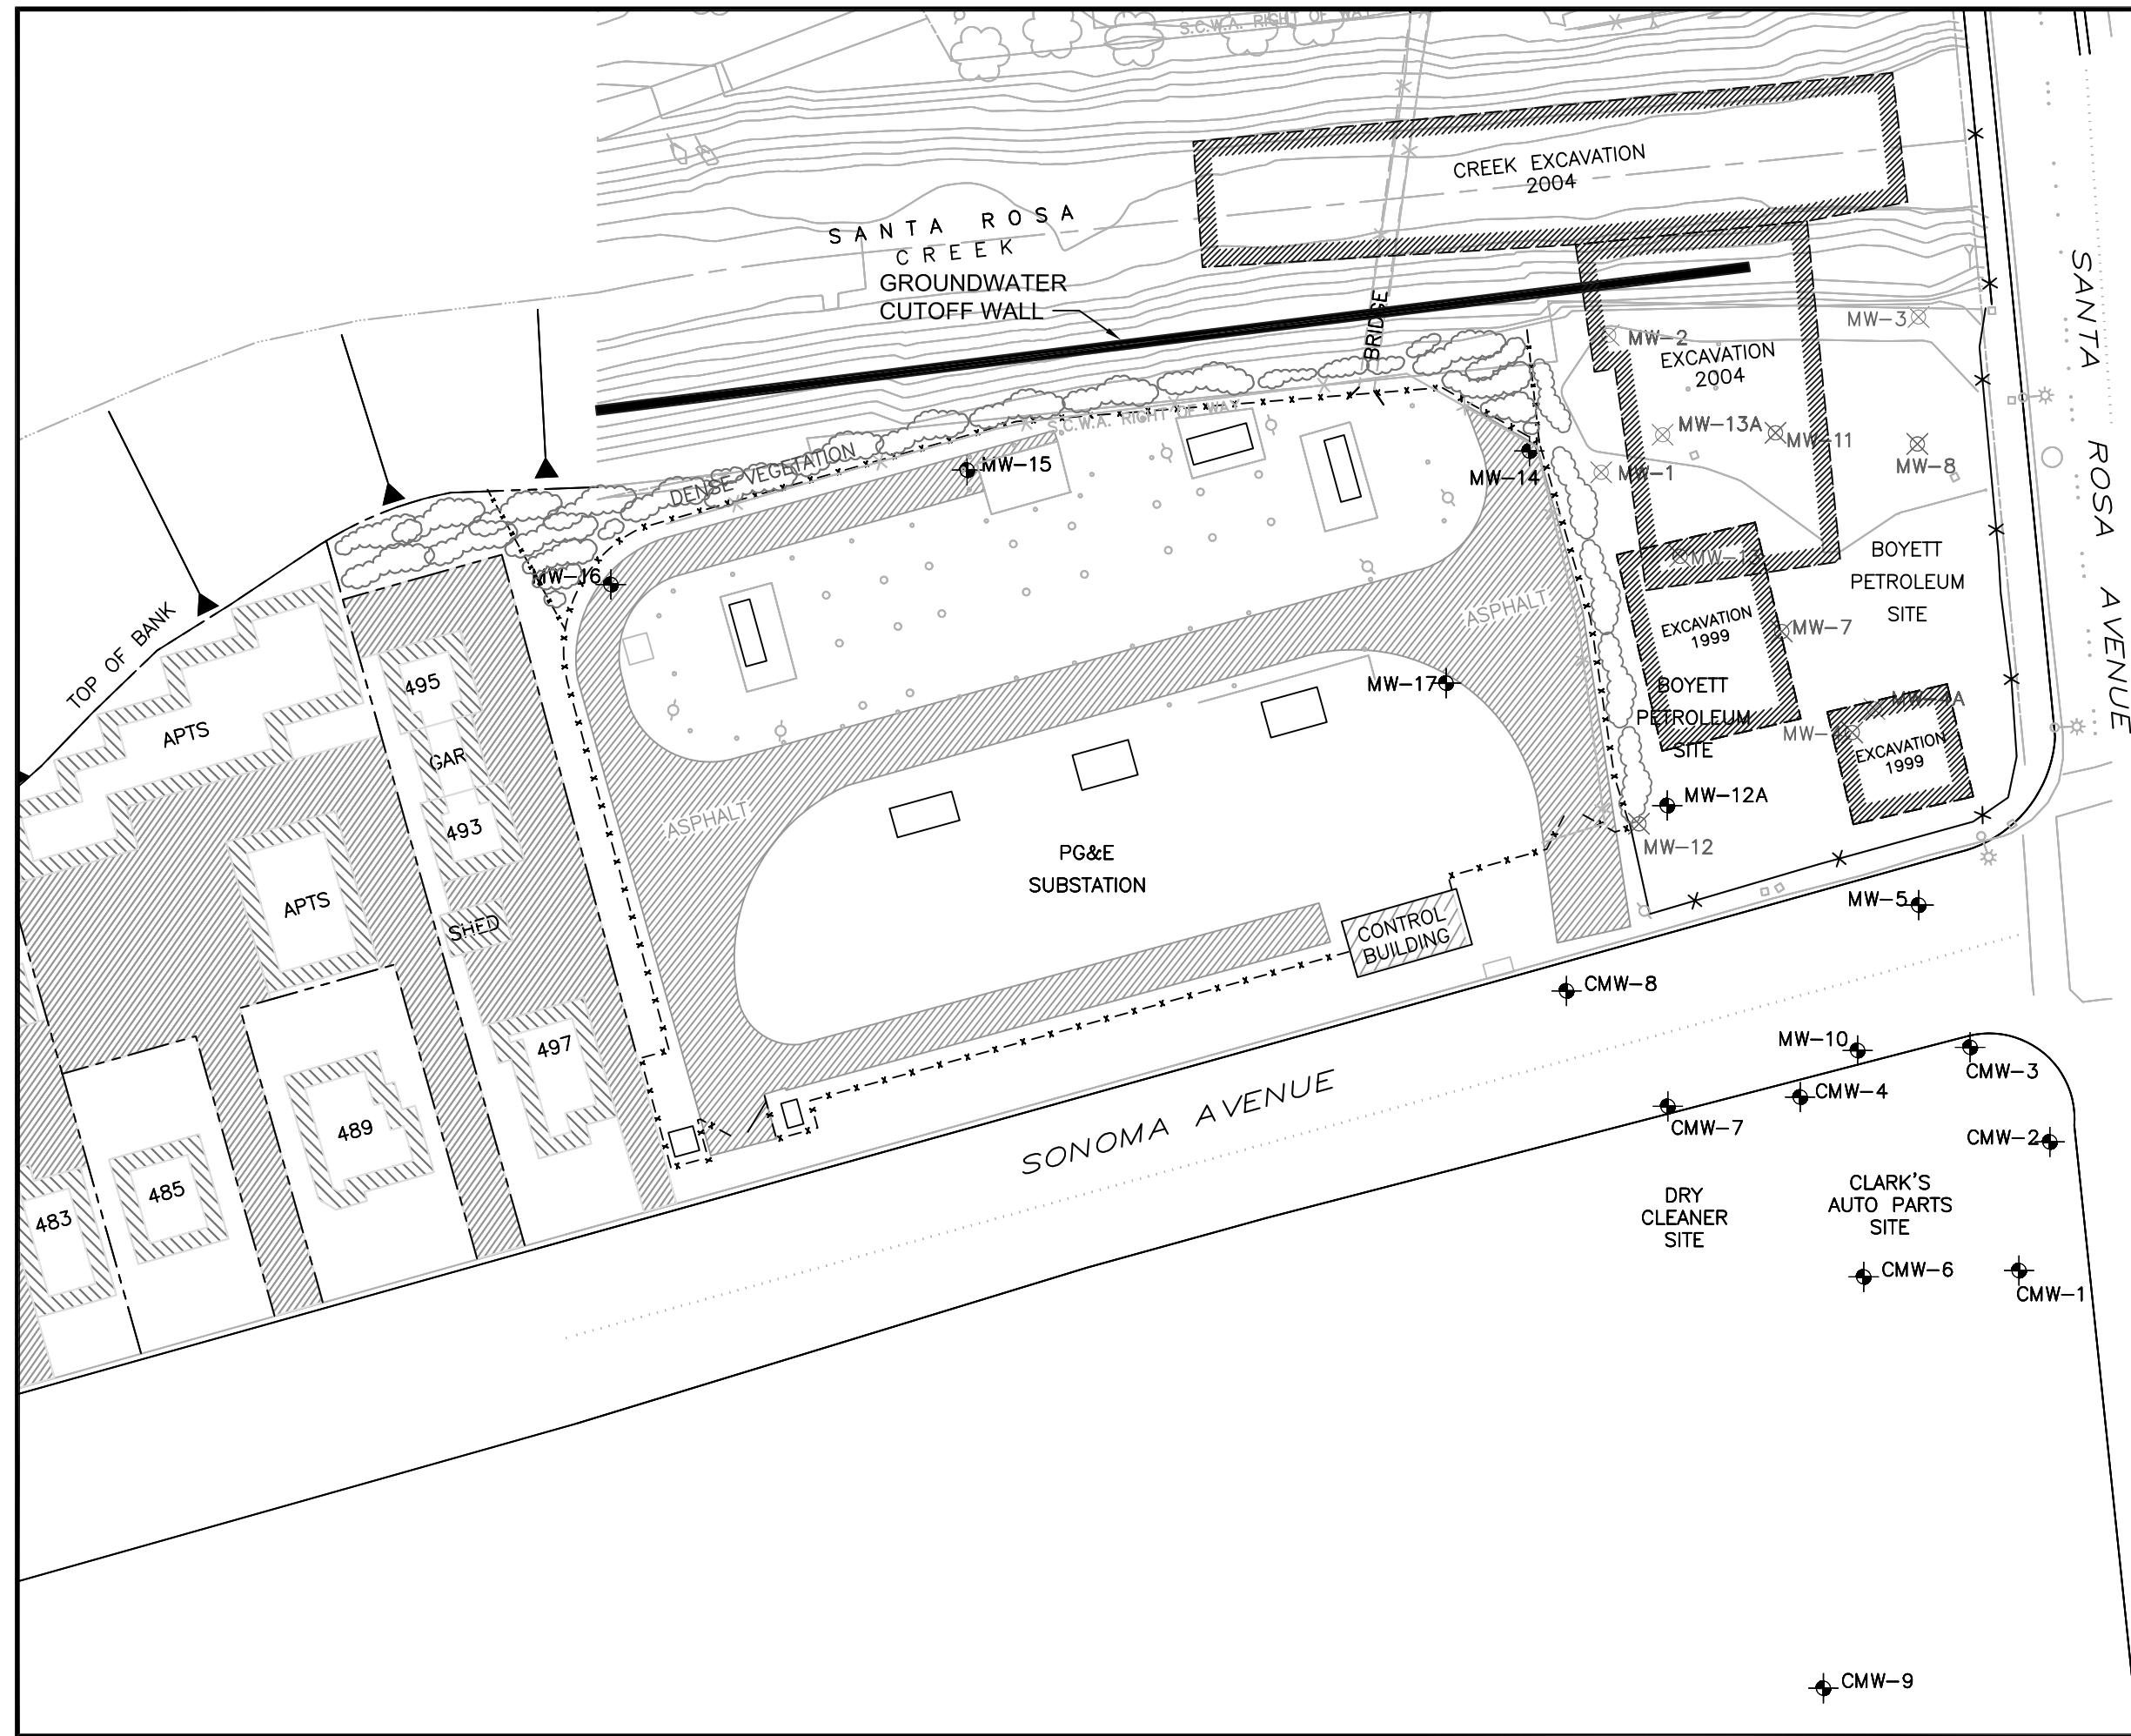 S.C.W.A. RIGHT OF WAY
CREEK EXCAVATION
2004
SANTA ROSA
CREEK
GROUNDWATER
CUTOFF WALL
BRIDGE
MW-2
MW-3
EXCAVATION
2004
SANTA ROSA AVENUE
S.C.W.A. RIGHT OF WAY
MW-13A
MW-11
MW-8
MW-15
MW-14
MW-1
DENSE VEGETATION
MW-16
BOYETT
PETROLEUM
SITE
TOP OF BANK
ASPHALT
EXCAVATION
1999
MW-7
495
MW-17
BOYETT
PETROLEUM
SITE
APTS
GAR
EXCAVATION
1999
MW-12A
ASPHALT
493
MW-12
PG&E
SUBSTATION
APTS
SHED
CONTROL
BUILDING
MW-5
CMW-8
497
MW-10
CMW-3
CMW-4
489
CMW-7
CMW-2
SONOMA AVENUE
485
483
DRY
CLEANER
SITE
CLARK'S
AUTO PARTS
SITE
CMW-6
CMW-1
CMW-9